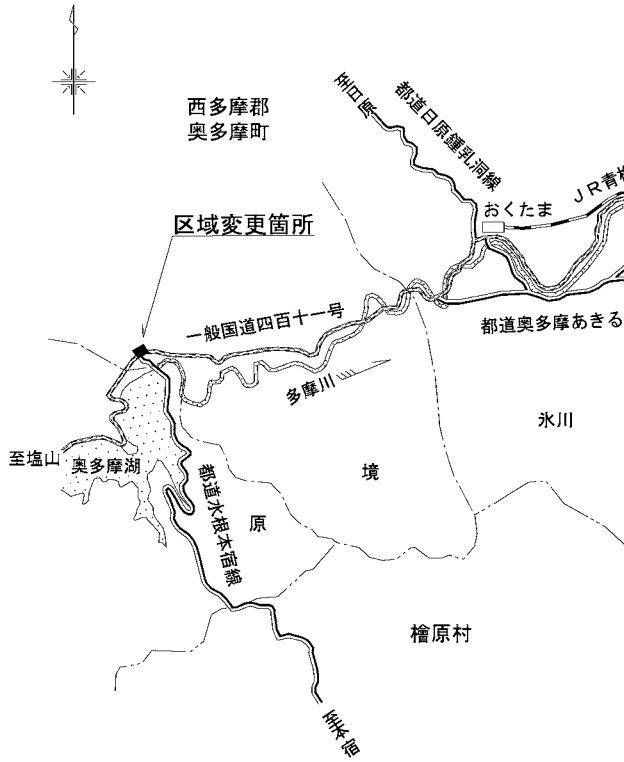 西多摩郡
奥多摩町
至日原
都道日原鍾乳洞線
JR青梅
おくたま
区域変更箇所
一般国道四百十一号
都道奥多摩あきる
多摩川
氷川
至塩山
奥多摩湖
境
都道水根本宿線
原
檜原村
至本宿